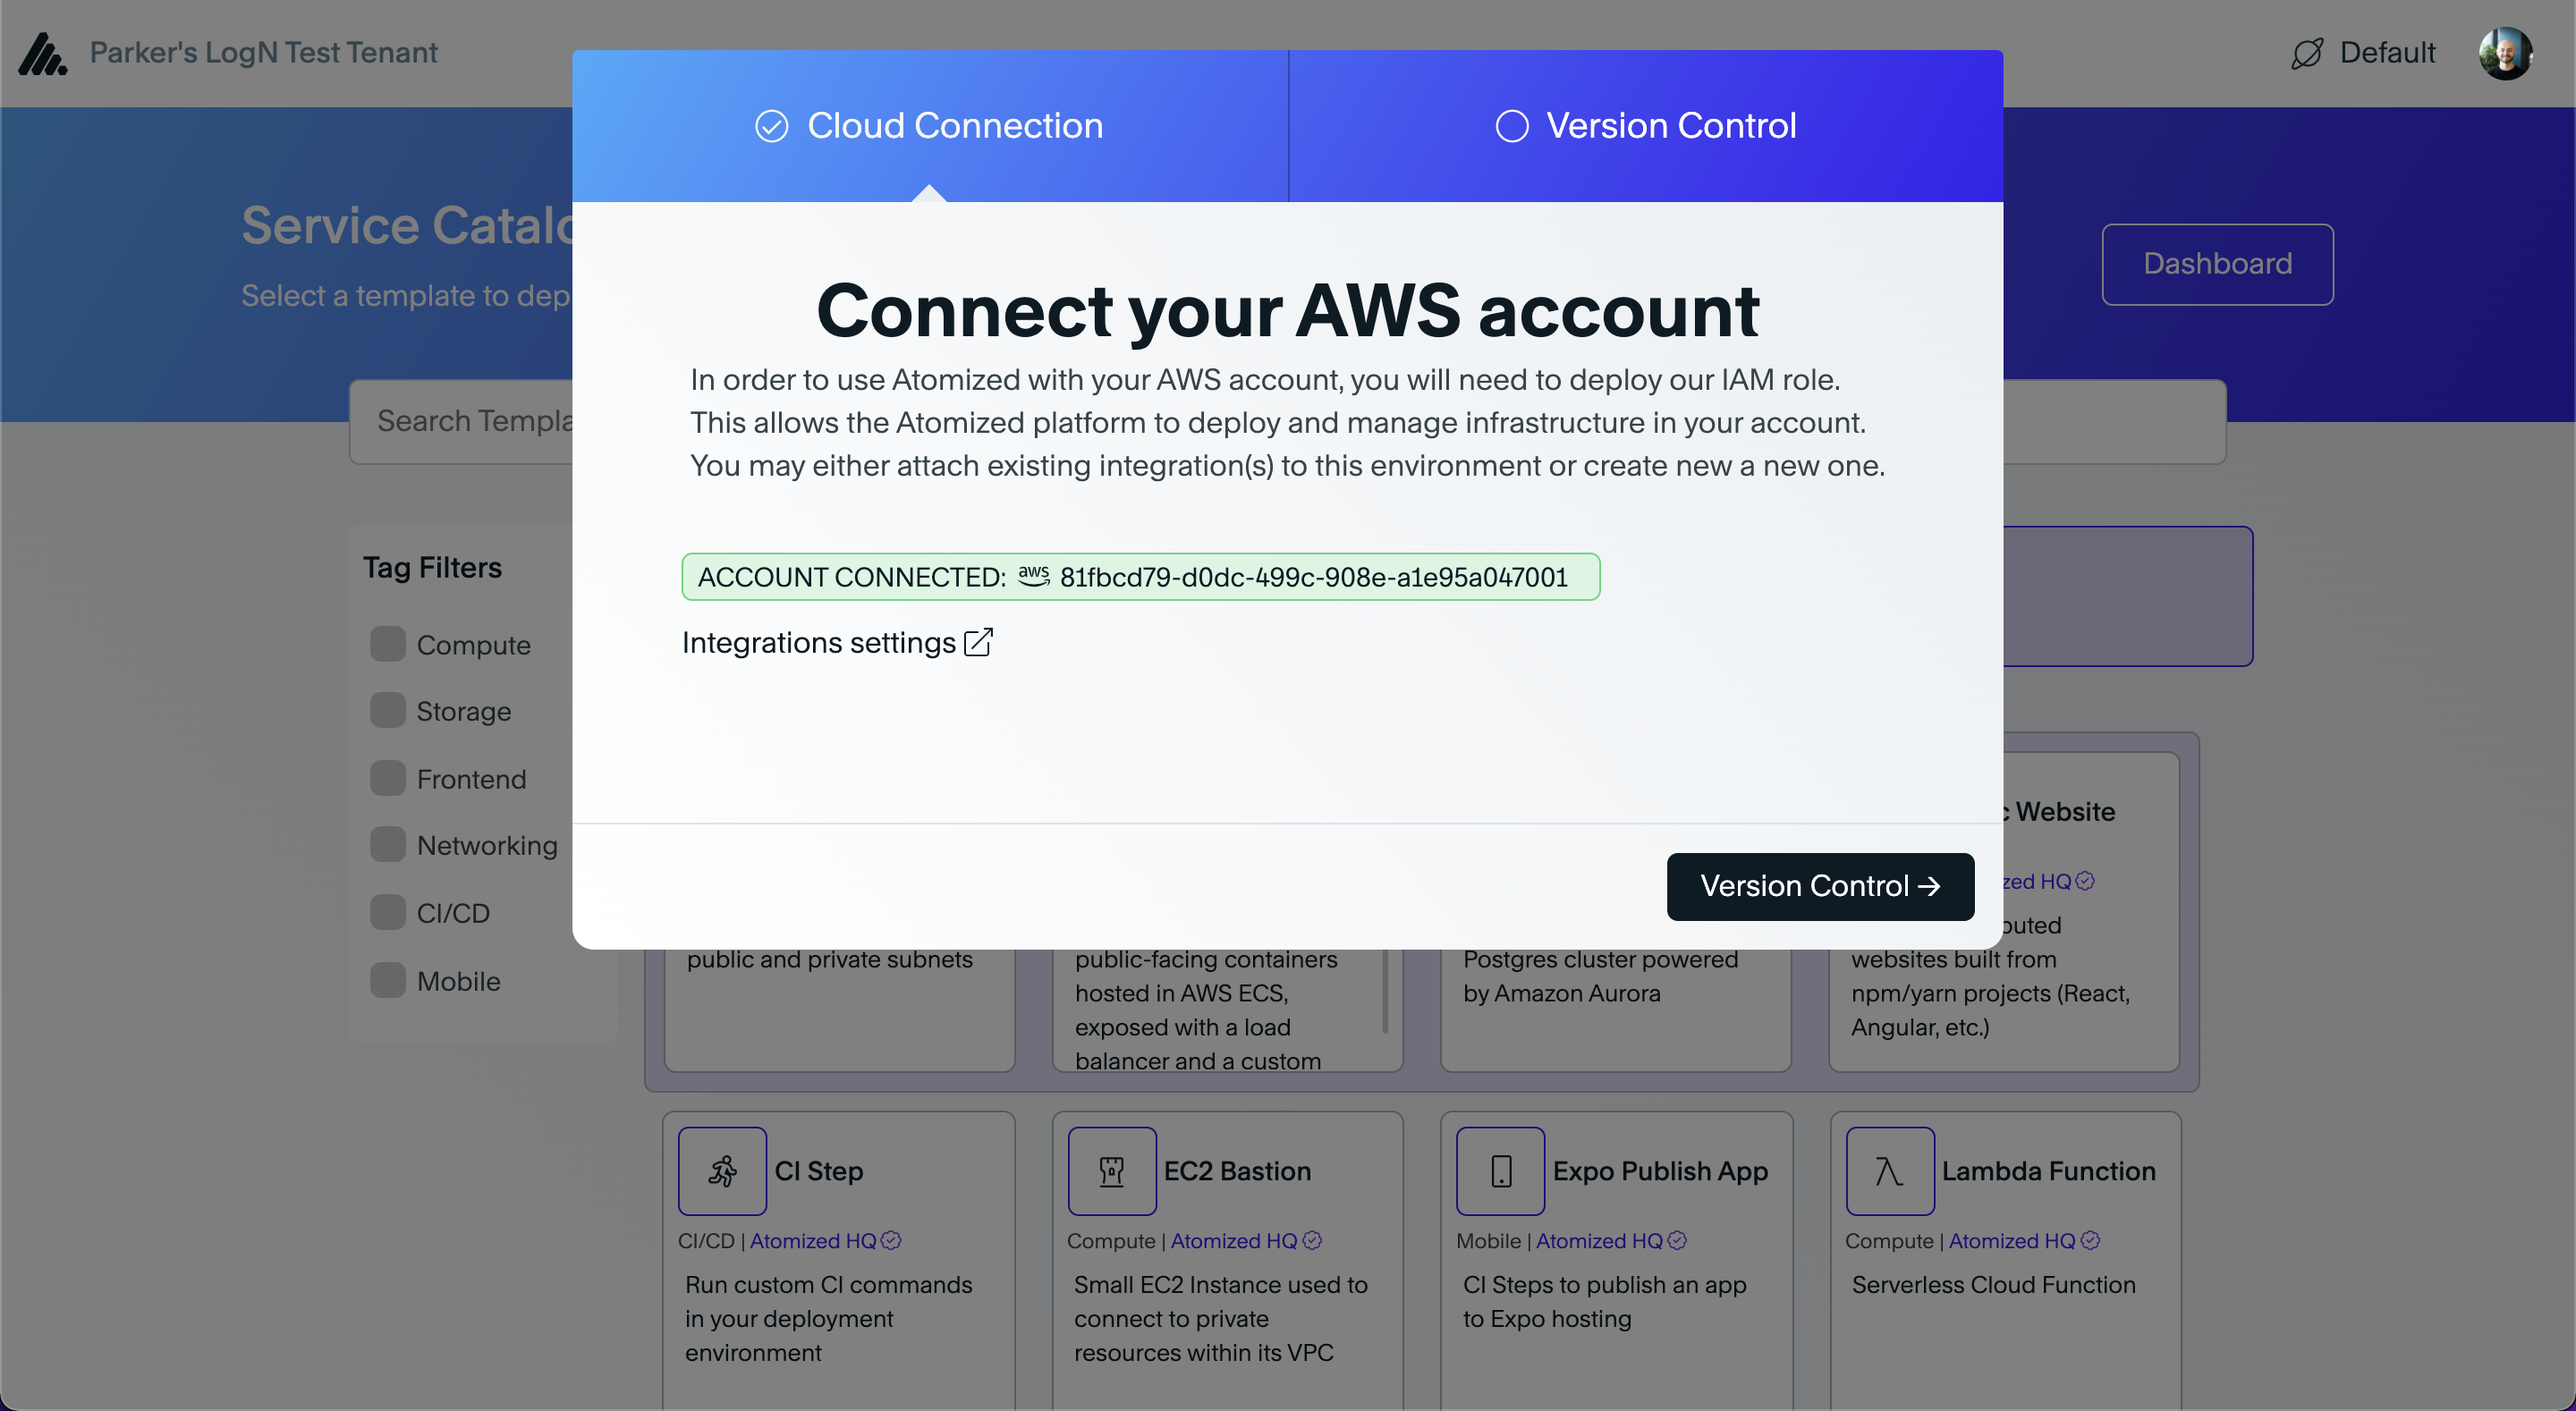 Parker's LogN Test Tenant
Default
Cloud Connection
Version Control
Service Catalo
Select a template to dep
Dashboard
Connect your AWS account
In order to use Atomized with your AWS account, you will need to deploy our IAM role.
This allows the Atomized platform to deploy and manage infrastructure in your account.
You may either attach existing integration(s) to this environment or create new a new one.
Search Templa
ACCOUNT CONNECTED: aws 81fbcd79-d0dc-499c-908e-a1e95a047001
Integrations settings
Version Control →
Tag Filters
Compute
Storage
Frontend
Networking
CI/CD
Mobile
public and private subnets
public-facing containers
hosted in AWS ECS,
exposed with a load
balancer and a custom
Postgres cluster powered
by Amazon Aurora
c Website
zed HQ
buted
websites built from
npm/yarn projects (React,
Angular, etc.)
CI Step
CI/CD | Atomized HQ
Run custom CI commands
in your deployment
environment
EC2 Bastion
Compute | Atomized HQ
Small EC2 Instance used to
connect to private
resources within its VPC
Expo Publish App
Mobile | Atomized HQ
CI Steps to publish an app
to Expo hosting
Lambda Function
Compute | Atomized HQ
Serverless Cloud Function